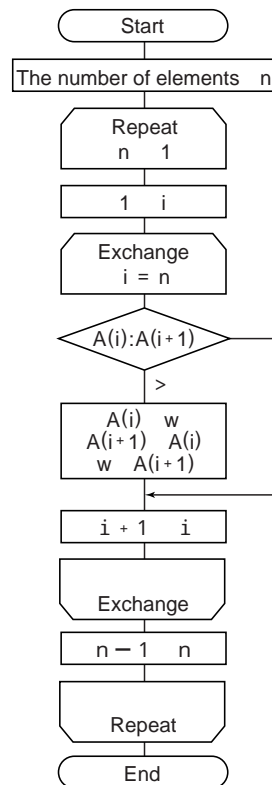 Start
The number of elements n
Repeat
n 1
1 i
Exchange
i = n
A(i):A(i+1)
>
A(i) w
A(i+1) A(i)
w A(i+1)
i + 1 i
Exchange
n − 1 n
Repeat
End